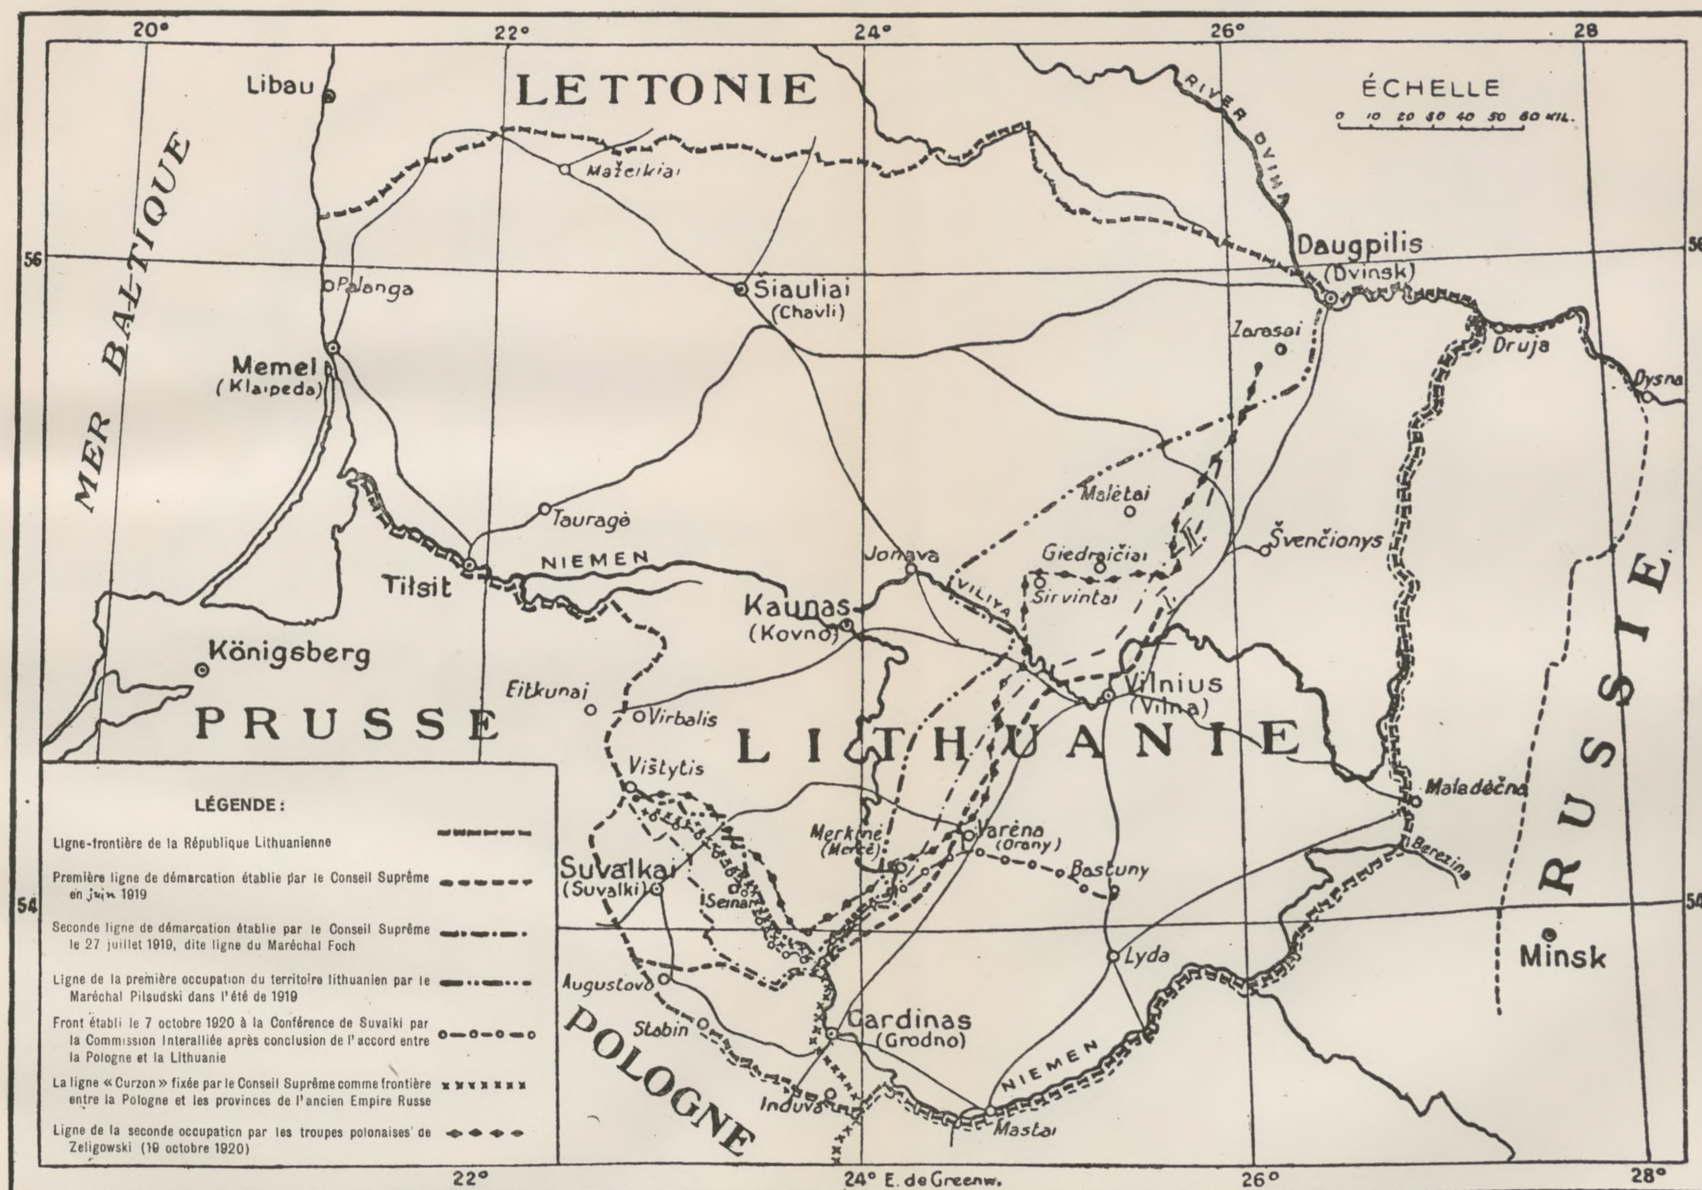 20°
22°
24°
26°
28
LETTONIE
ÉCHELLE
0 10 20 30 40 50 60 KIL.
Libau
RIVER DVINA
MER BALTIQUE
Mažeikiai
56
56
Daugpilis
(Dvinsk)
Palanga
Šiauliai
(Chavli)
Zarasai
Druja
Memel
(Klaipeda)
Dysna
Malėtai
Tauragė
Švenčionys
NIEMEN
Jonava
Giedraičiai
Tilsit
VILIYA
Sirvintai
Kaunas
(Kovno)
Königsberg
RUSSIE
Eitkunai
Vilnius
(Vilna)
Virbalis
PRUSSE
LITHUANIE
Vištytis
Maladėčna
Merkinė
(Mercė)
Varėna
(Orany)
Berezina
Suvalkai
(Suvalki)
Bastuny
Seinai
54
54
Minsk
Lyda
Augustovo
Gardinas
(Grodno)
Stabin
POLOGNE
NIEMEN
Induva
Mastai
LÉGENDE :
Ligne-frontière de la République Lithuanienne
Première ligne de démarcation établie par le Conseil Suprême
en juin 1919
Seconde ligne de démarcation établie par le Conseil Suprême
le 27 juillet 1919, dite ligne du Maréchal Foch
Ligne de la première occupation du territoire lithuanien par le
Maréchal Pilsudski dans l'été de 1919
Front établi le 7 octobre 1920 à la Conférence de Suvalki par
la Commission Interalliée après conclusion de l'accord entre
la Pologne et la Lithuanie
La ligne «Curzon» fixée par le Conseil Suprême comme frontière
entre la Pologne et les provinces de l'ancien Empire Russe
Ligne de la seconde occupation par les troupes polonaises de
Zeligowski (19 octobre 1920)
22°
24° E. de Greenw.
26°
28°